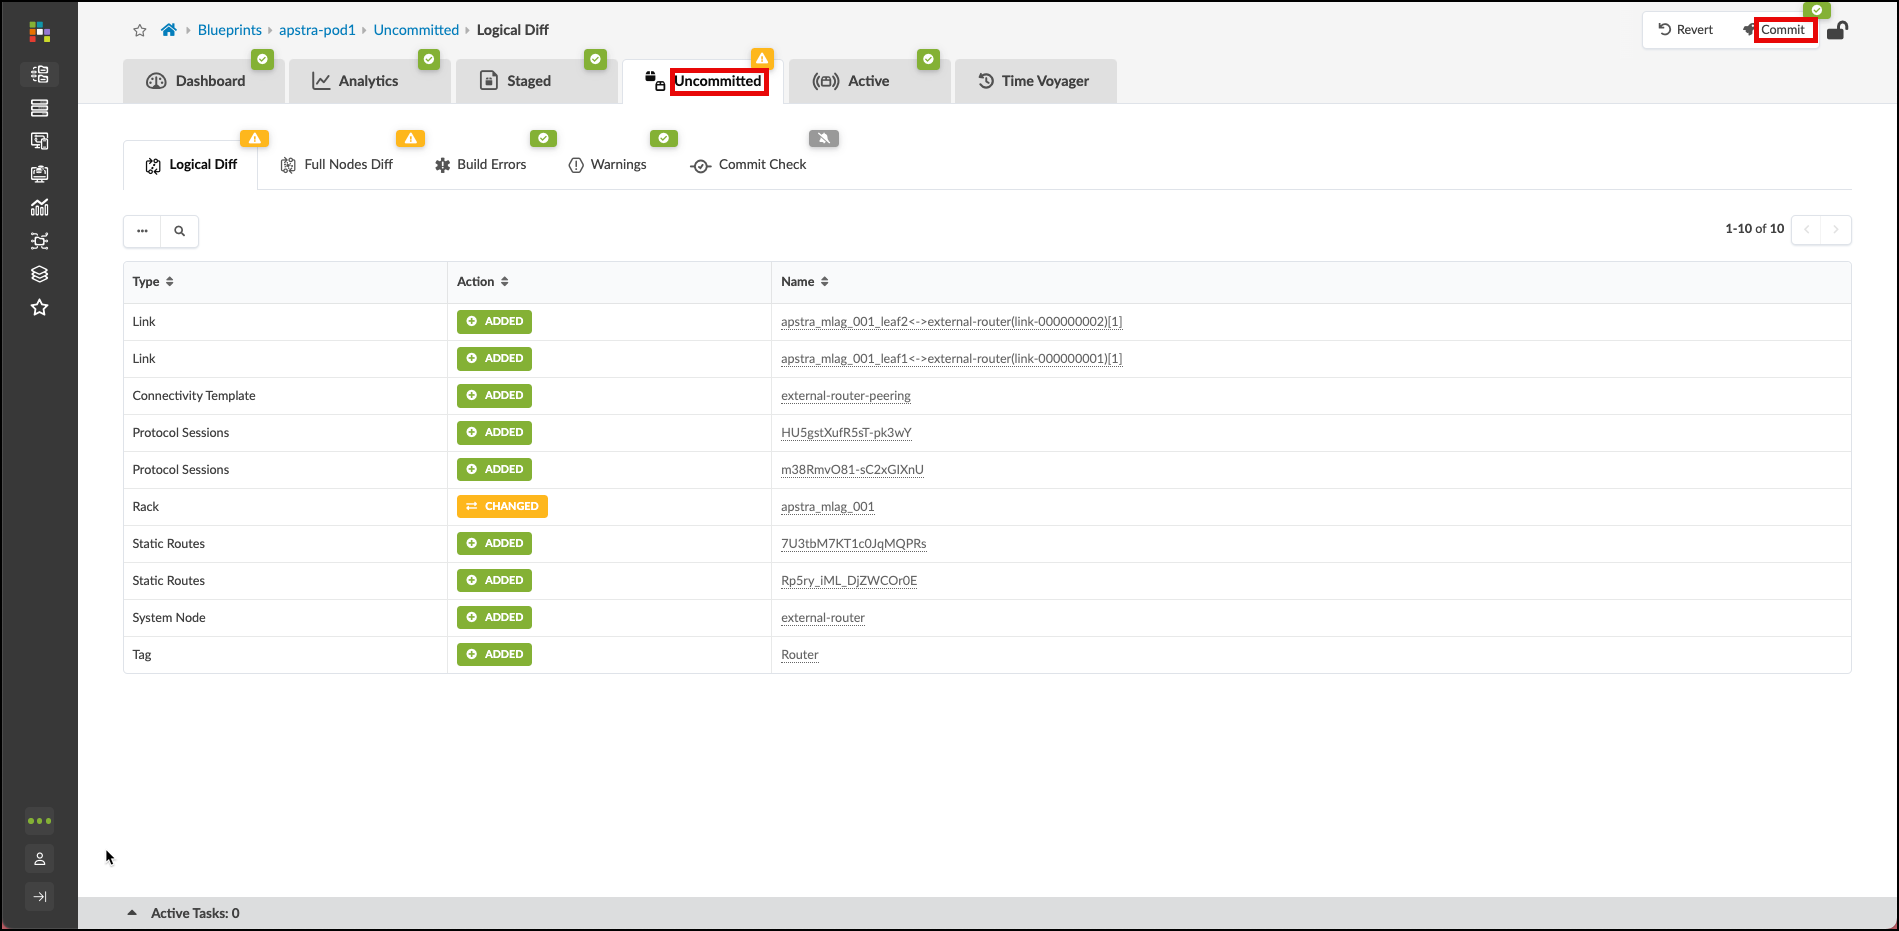 Blueprints apstra-pod1 Uncommitted Logical Diff
Revert Commit
Dashboard Analytics Staged Uncommitted Active Time Voyager
Logical Diff Full Nodes Diff Build Errors Warnings Commit Check
1-10 of 10
Type Action Name
Link ADDED apstra_mlag_001_leaf2<->external-router(link-000000002)[1]
Link ADDED apstra_mlag_001_leaf1<->external-router(link-000000001)[1]
Connectivity Template ADDED external-router-peering
Protocol Sessions ADDED HU5gstXufR5sT-pk3wY
Protocol Sessions ADDED m38RmvO81-sC2xGIXnU
Rack CHANGED apstra_mlag_001
Static Routes ADDED 7U3tbM7KT1c0JqMQPRs
Static Routes ADDED Rp5ry_iML_DjZWCOr0E
System Node ADDED external-router
Tag ADDED Router
Active Tasks: 0